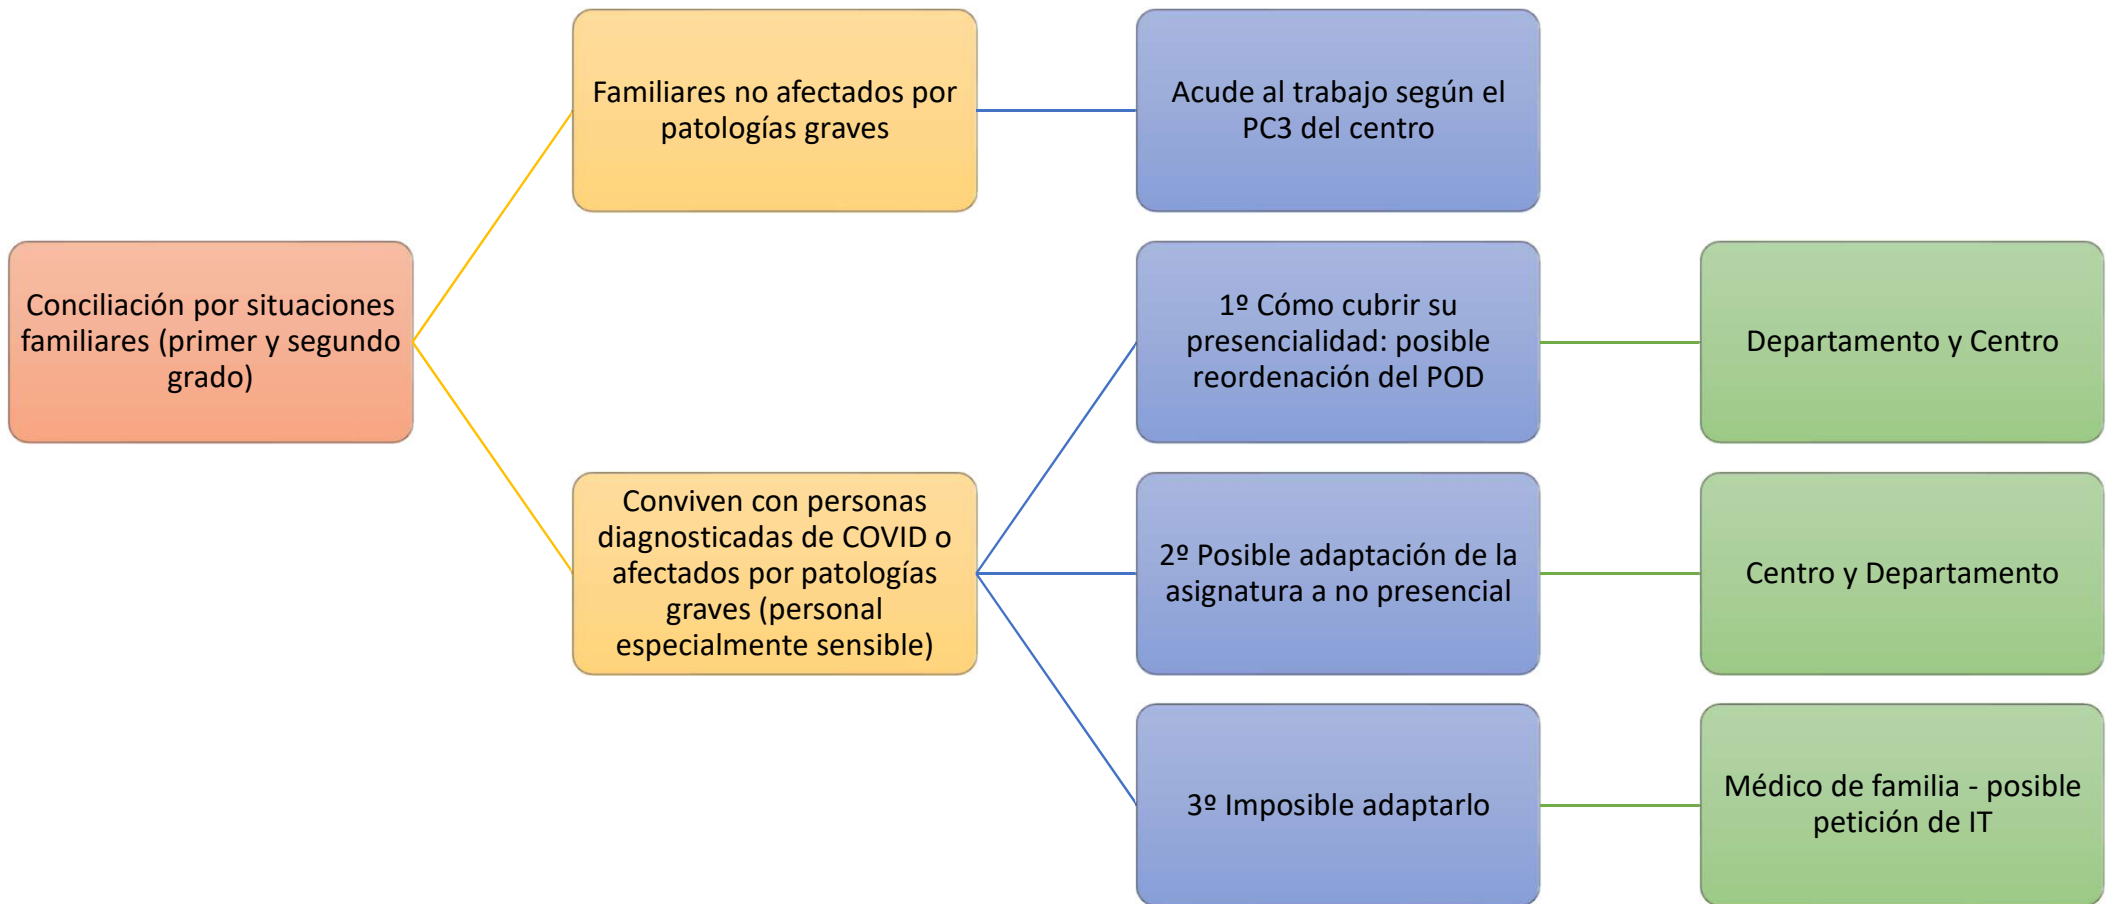 Familiares no afectados por
patologías graves
Acude al trabajo según el
PC3 del centro
Conciliación por situaciones
familiares (primer y segundo
grado)
1º Cómo cubrir su
presencialidad: posible
reordenación del POD
Departamento y Centro
Conviven con personas
diagnosticadas de COVID o
afectados por patologías
graves (personal
especialmente sensible)
2º Posible adaptación de la
asignatura a no presencial
Centro y Departamento
3º Imposible adaptarlo
Médico de familia - posible
petición de IT